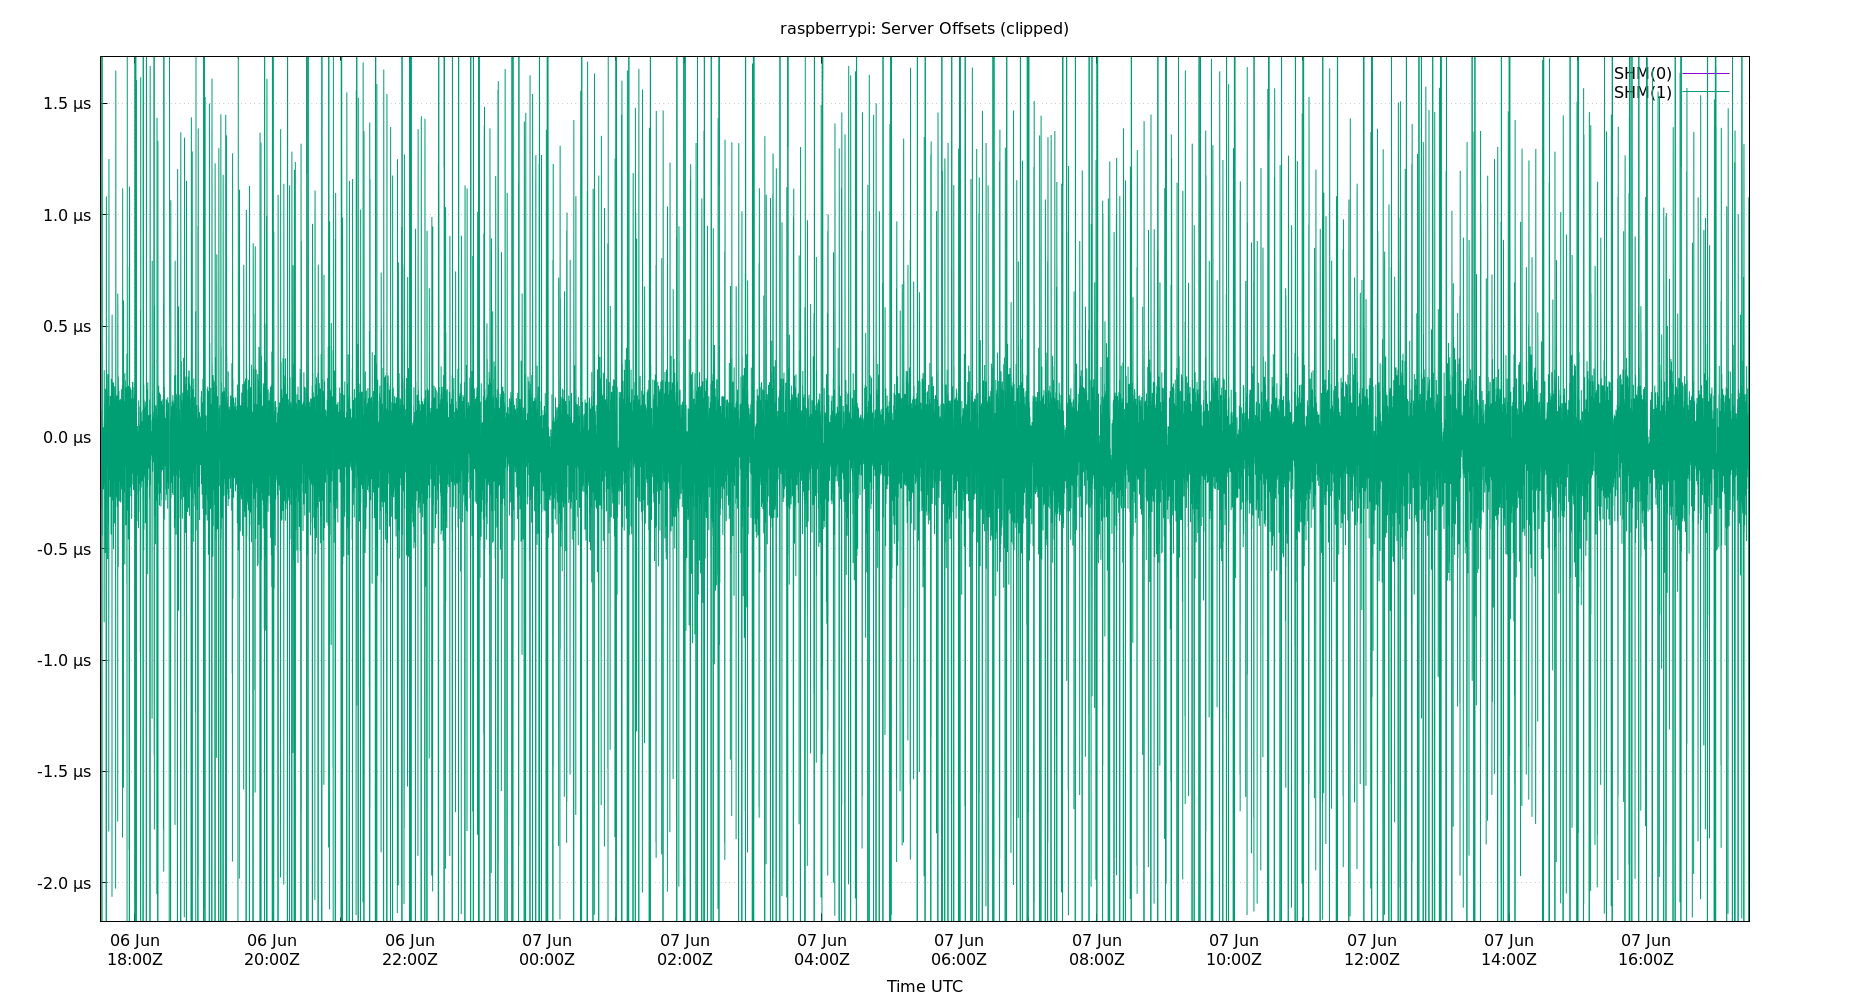 raspberrypi: Server Offsets (clipped)
SHM(0)
SHM(1)
1.5 µs
1.0 µs
0.5 µs
0.0 µs
-0.5 µs
-1.0 µs
-1.5 µs
-2.0 µs
06 Jun 06 Jun 06 Jun 07 Jun 07 Jun 07 Jun 07 Jun 07 Jun 07 Jun 07 Jun 07 Jun 07 Jun
18:00Z 20:00Z 22:00Z 00:00Z 02:00Z 04:00Z 06:00Z 08:00Z 10:00Z 12:00Z 14:00Z 16:00Z
Time UTC